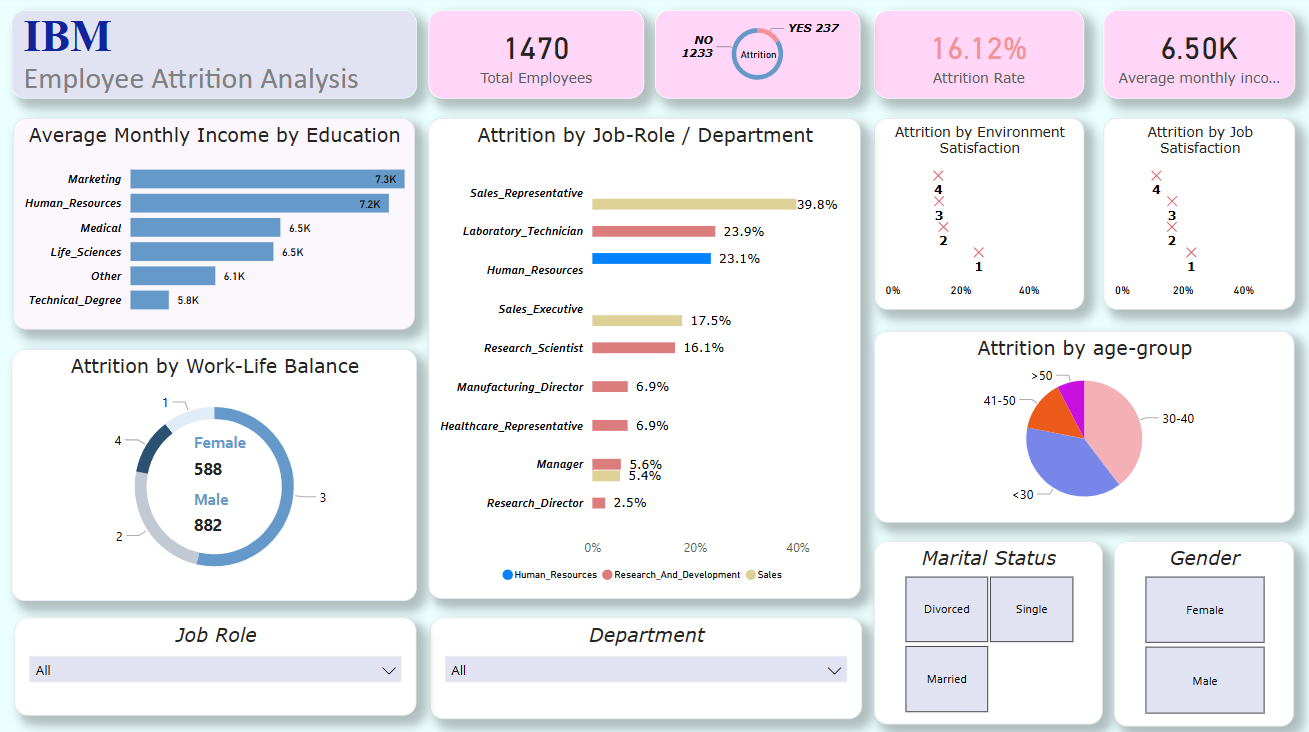 IBM
Employee Attrition Analysis
1470
Total Employees
NO
1233
YES 237
Attrition
16.12%
Attrition Rate
6.50K
Average monthly inco...
Average Monthly Income by Education
Marketing 7.3K
Human_Resources 7.2K
Medical 6.5K
Life_Sciences 6.5K
Other 6.1K
Technical_Degree 5.8K
Attrition by Job-Role / Department
Sales_Representative 39.8%
Laboratory_Technician 23.9%
Human_Resources 23.1%
Sales_Executive 17.5%
Research_Scientist 16.1%
Manufacturing_Director 6.9%
Healthcare_Representative 6.9%
Manager 5.6%
5.4%
Research_Director 2.5%
0% 20% 40%
Human_Resources Research_And_Development Sales
Attrition by Environment
Satisfaction
4
3
2
1
0% 20% 40%
Attrition by Job
Satisfaction
4
3
2
1
0% 20% 40%
Attrition by Work-Life Balance
1
4
2
3
Female
588
Male
882
Attrition by age-group
>50
41-50
30-40
<30
Job Role
All
Department
All
Marital Status
Divorced
Single
Married
Gender
Female
Male